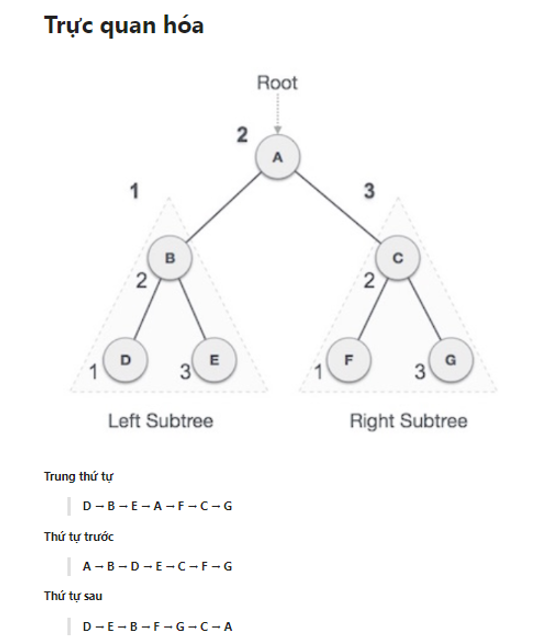 Trực quan hóa
Root
2
A
1
3
B
C
2
2
D
E
F
G
1
3
1
3
Left Subtree
Right Subtree
Trung thứ tự
D → B → E → A → F → C → G
Thứ tự trước
A → B → D → E → C → F → G
Thứ tự sau
D → E → B → F → G → C → A